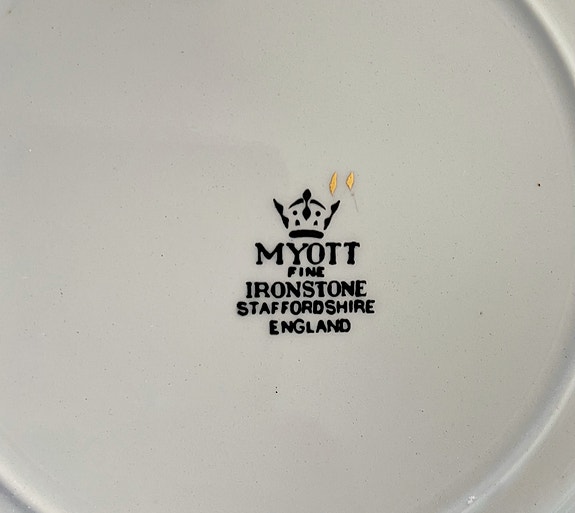 MYOTT
FINE
IRONSTONE
STAFFORDSHIRE
ENGLAND